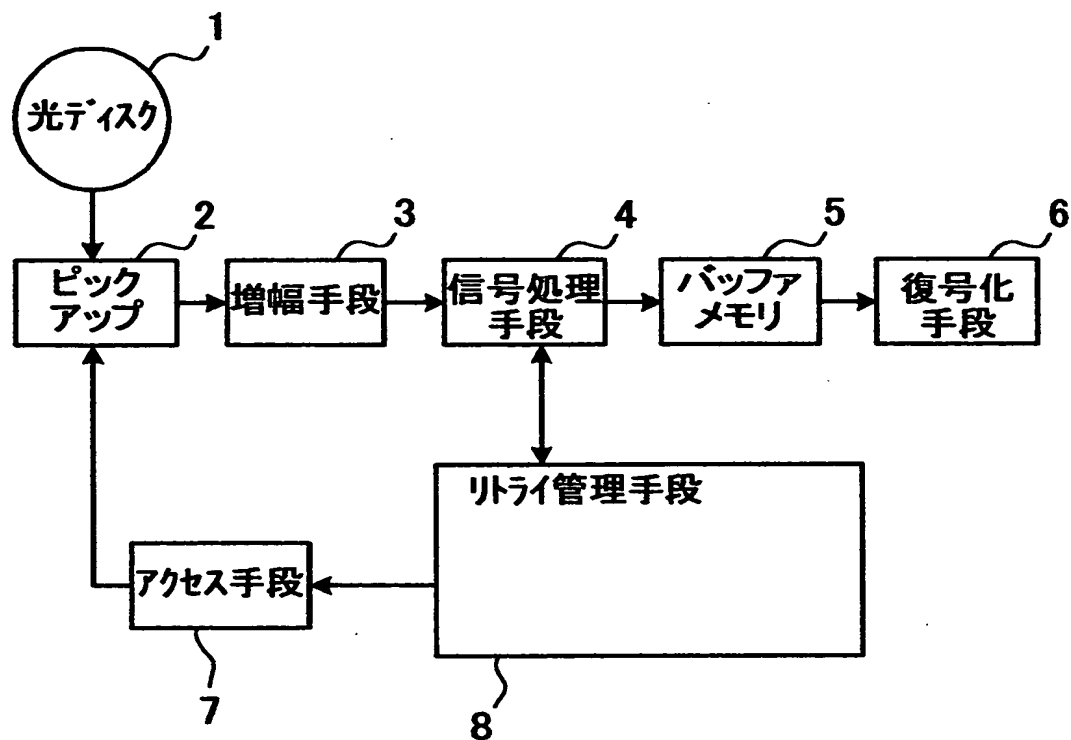 1
光ディスク
2
3
4
5
6
ピック
アップ
増幅手段
信号処理
手段
バッファ
メモリ
復号化
手段
リトライ管理手段
アクセス手段
7
8